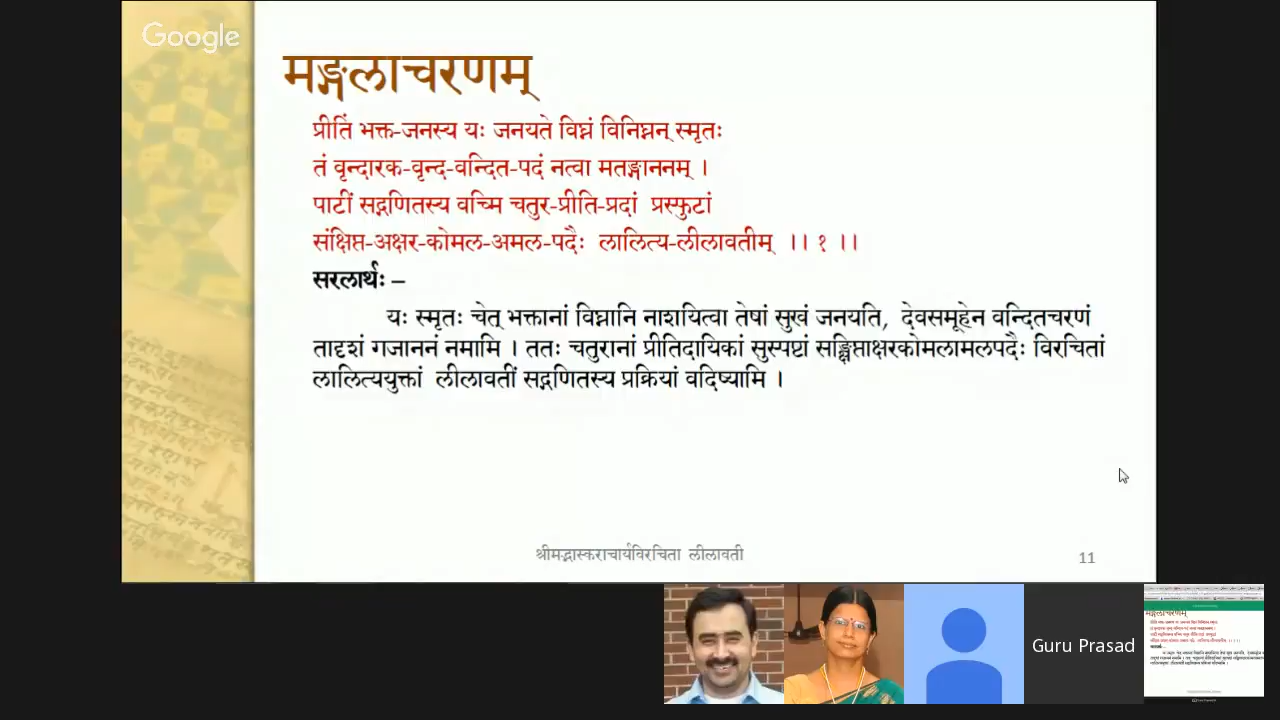 Google
मङ्गलाचरणम्
प्रीतिं भक्त-जनस्य यः जनयते विघ्नं विनिघ्नन् स्मृतः
तं वृन्दारक-वृन्द-वन्दित-पदं नत्वा मतङ्गाननम् ।
पाटीं सद्गणितस्य वच्मि चतुर-प्रीति-प्रदां प्रस्फुटां
संक्षिप्त-अक्षर-कोमल-अमल-पदैः लालित्य-लीलावतीम् ।। १ ।।
सरलार्थः –
यः स्मृतः चेत् भक्तानां विघ्नानि नाशयित्वा तेषां सुखं जनयति, देवसमूहेन वन्दितचरणं
तादृशं गजाननं नमामि । ततः चतुरानां प्रीतिदायिकां सुस्पष्टां सङ्क्षिप्ताक्षरकोमलामलपदैः विरचितां
लालित्ययुक्तां लीलावतीं सद्गणितस्य प्रक्रियां वदिष्यामि ।
श्रीमद्भास्कराचार्यविरचिता लीलावती
11
Guru Prasad